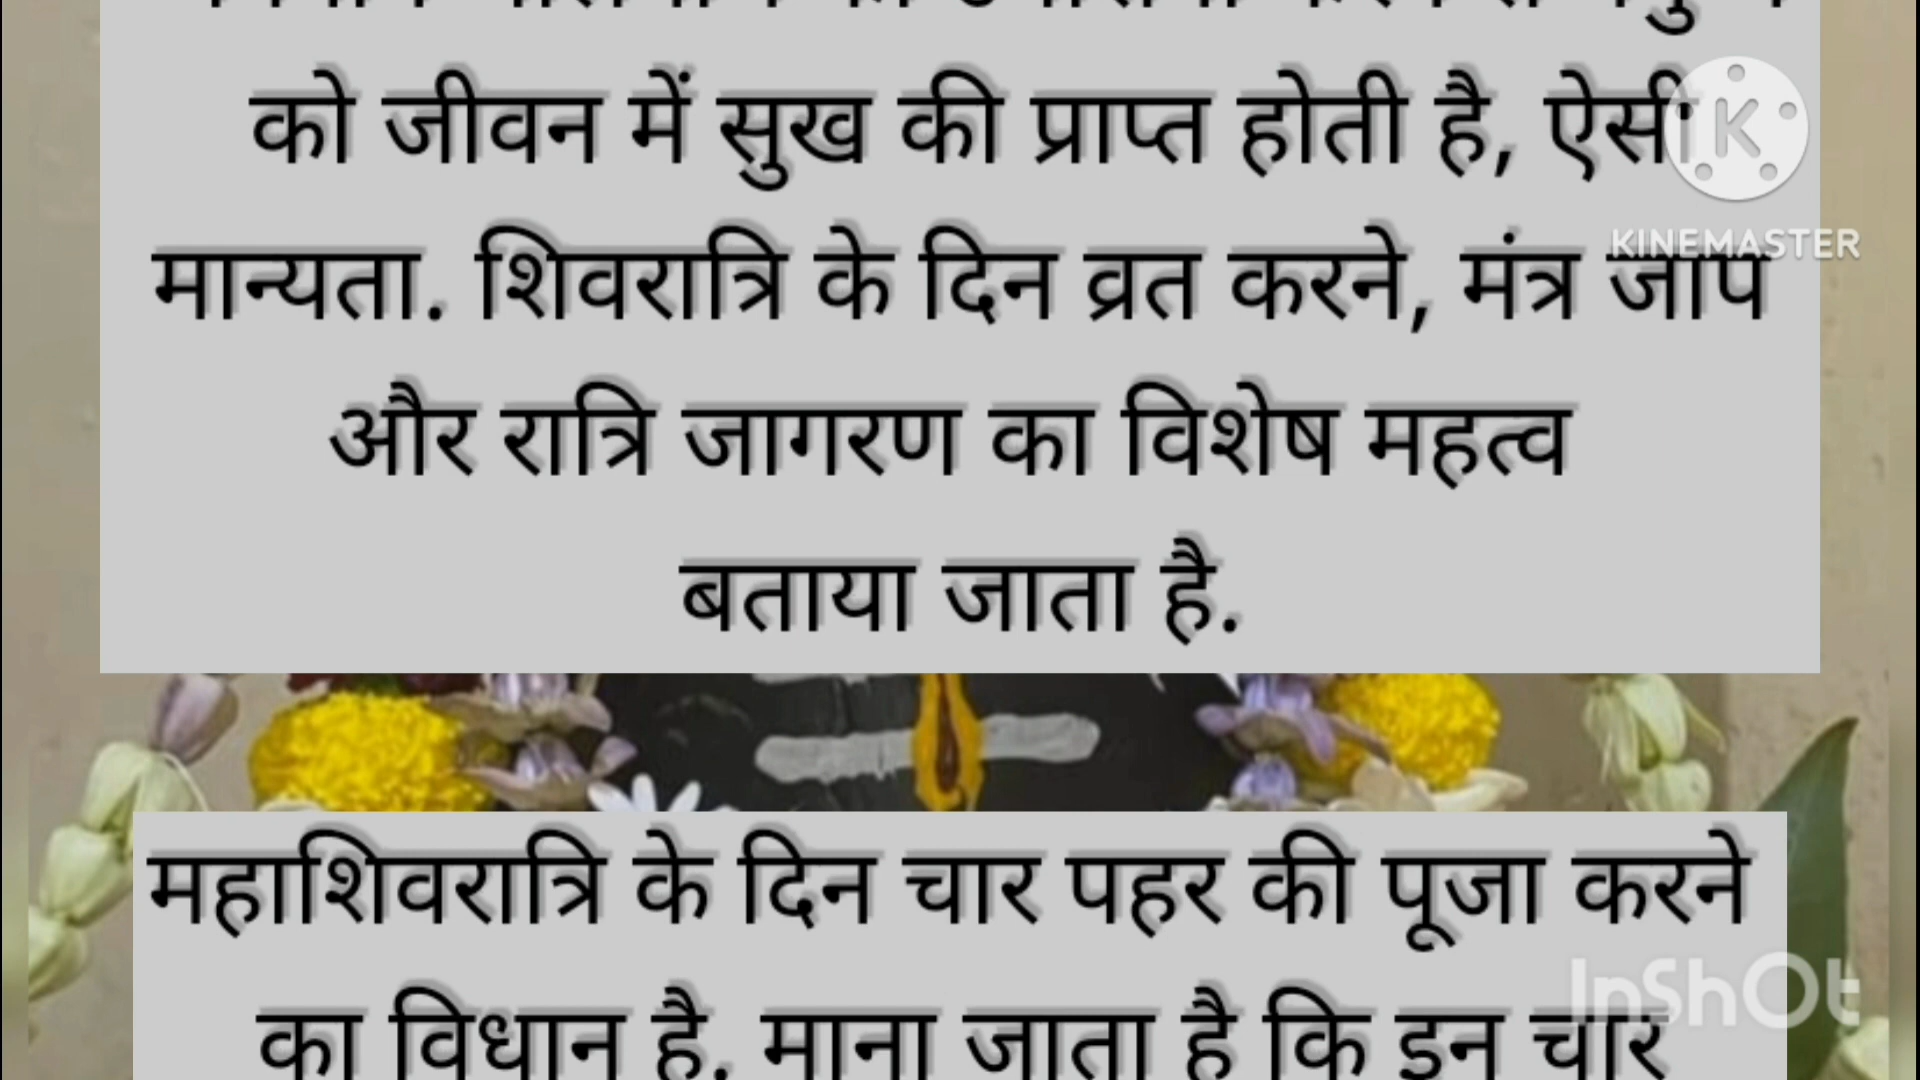 को जीवन में सुख की प्राप्त होती है, ऐसी
मान्यता. शिवरात्रि के दिन व्रत करने, मंत्र जाप
और रात्रि जागरण का विशेष महत्व
बताया जाता है.
महाशिवरात्रि के दिन चार पहर की पूजा करने
का विधान है. माना जाता है कि इन चार
K
KINEMASTER
InShOt